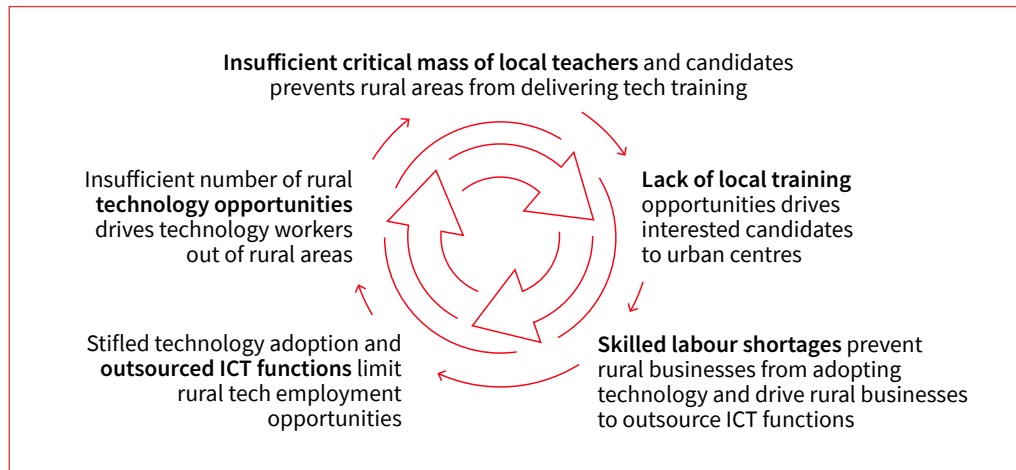 Insufficient critical mass of local teachers and candidates
prevents rural areas from delivering tech training
Lack of local training
opportunities drives
interested candidates
to urban centres
Skilled labour shortages prevent
rural businesses from adopting
technology and drive rural businesses
to outsource ICT functions
Stifled technology adoption and
outsourced ICT functions limit
rural tech employment
opportunities
Insufficient number of rural
technology opportunities
drives technology workers
out of rural areas